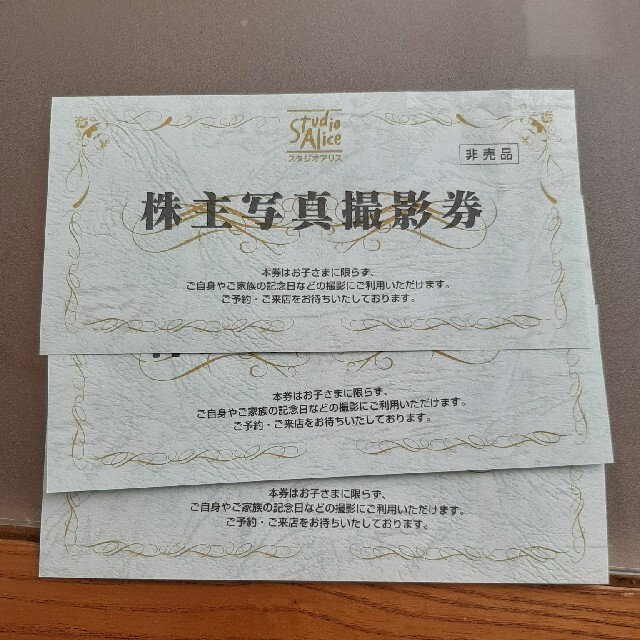 Studio
Alice
スタジオアリス
非売品
株主写真撮影券
本券はお子さまに限らず、
ご自身やご家族の記念日などの撮影にご利用いただけます。
ご予約・ご来店をお待ちいたしております。
本券はお子さまに限らず、
ご自身やご家族の記念日などの撮影にご利用いただけます。
ご予約・ご来店をお待ちいたしております。
本券はお子さまに限らず、
ご自身やご家族の記念日などの撮影にご利用いただけます。
ご予約・ご来店をお待ちいたしております。